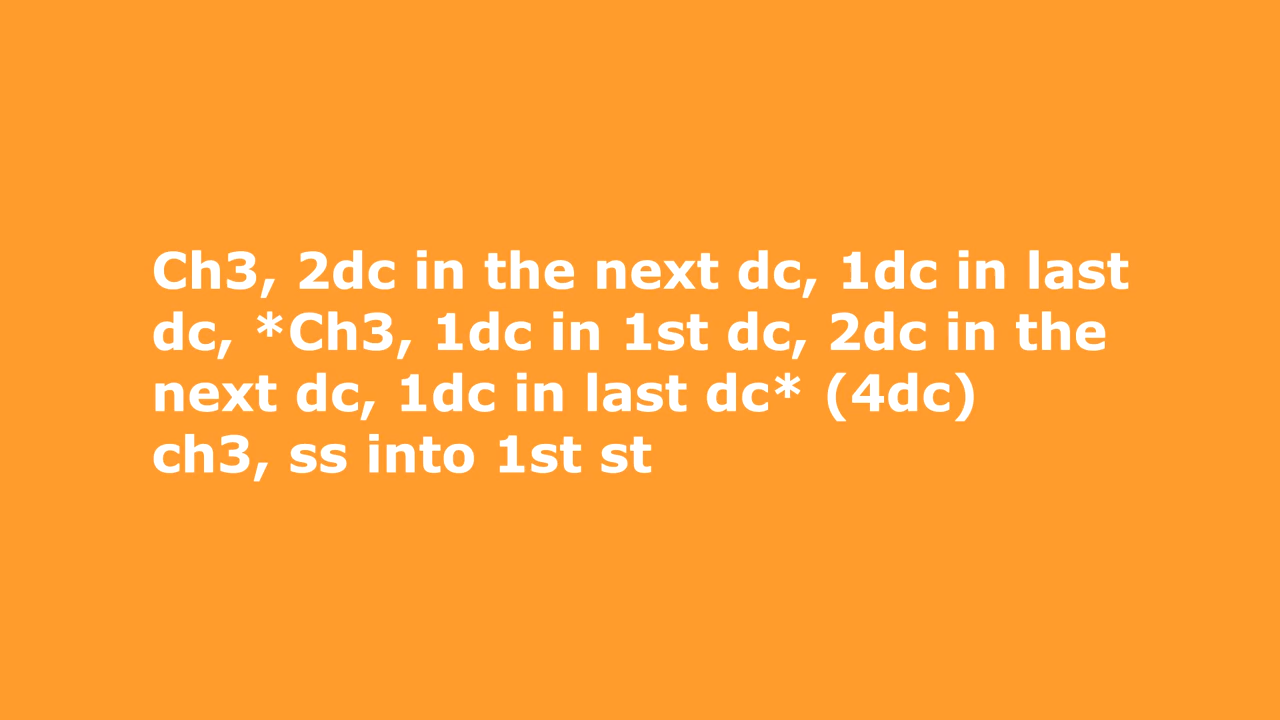 Ch3, 2dc in the next dc, 1dc in last
dc, *Ch3, 1dc in 1st dc, 2dc in the
next dc, 1dc in last dc* (4dc)
ch3, ss into 1st st